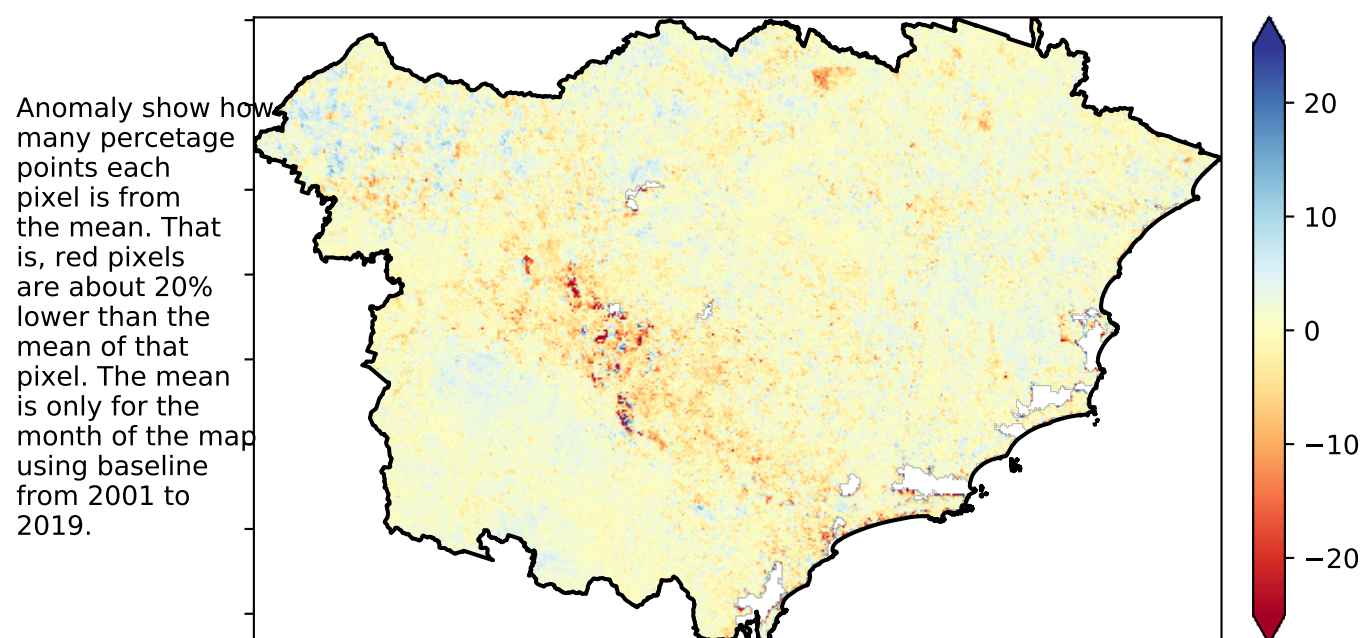 Anomaly show how
many percetage
points each
pixel is from
the mean. That
is, red pixels
are about 20%
lower than the
mean of that
pixel. The mean
is only for the
month of the map
using baseline
from 2001 to
2019.
20
10
0
−10
−20